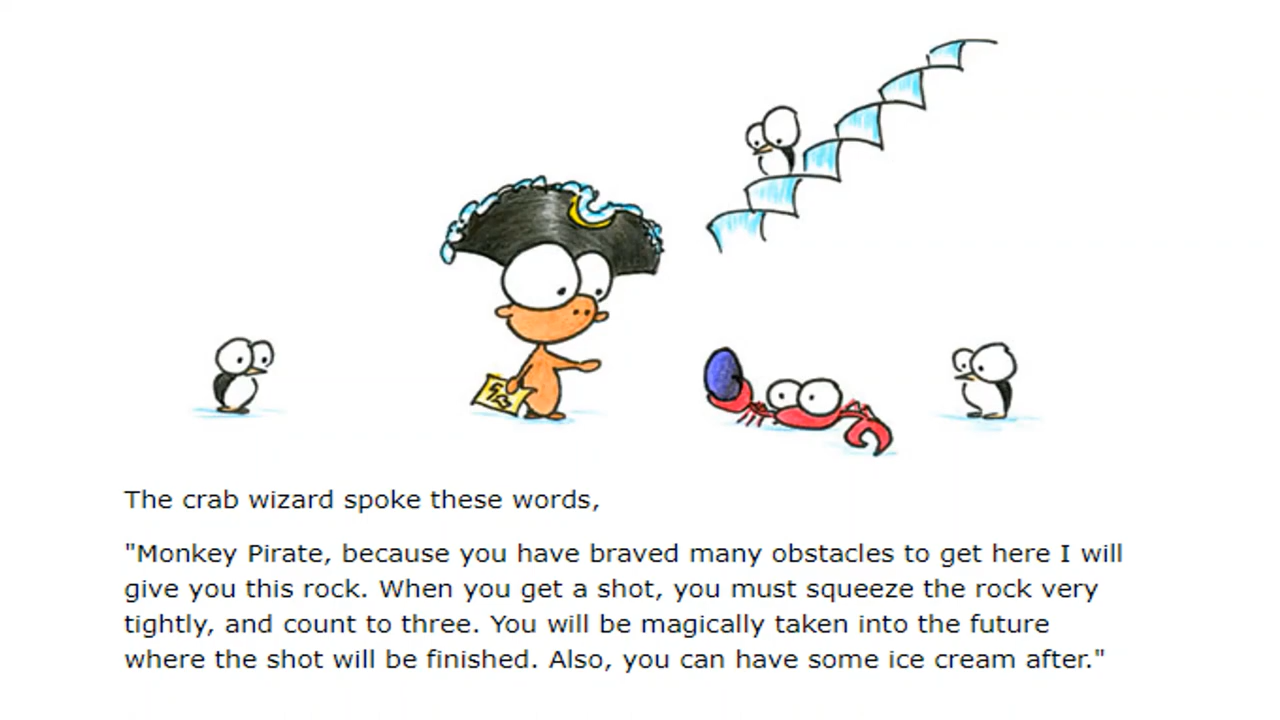 The crab wizard spoke these words,
"Monkey Pirate, because you have braved many obstacles to get here I will
give you this rock. When you get a shot, you must squeeze the rock very
tightly, and count to three. You will be magically taken into the future
where the shot will be finished. Also, you can have some ice cream after."